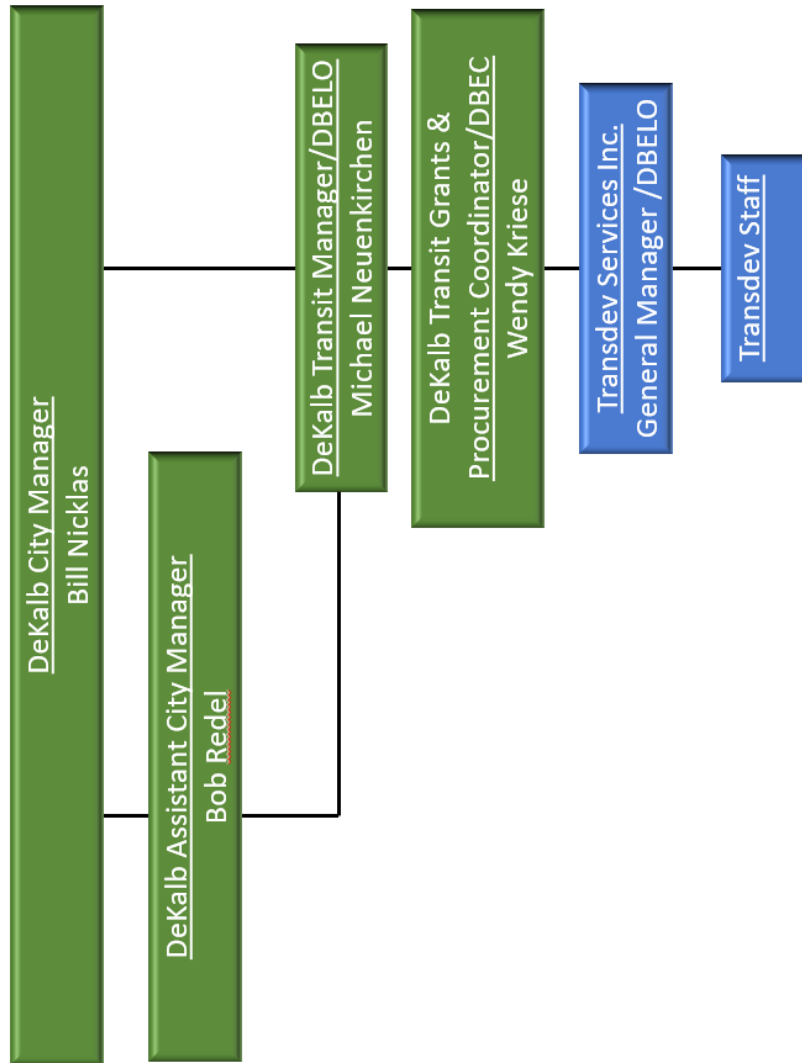 DeKalb City Manager
Bill Nicklas
DeKalb Assistant City Manager
Bob Redel
DeKalb Transit Manager/DBELO
Michael Neuenkirchen
DeKalb Transit Grants &
Procurement Coordinator/DBEC
Wendy Kriese
Transdev Services Inc.
General Manager /DBELO
Transdev Staff